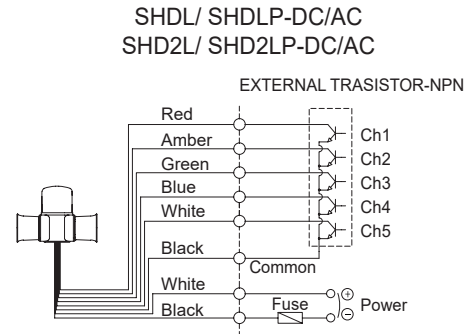 SHDL/ SHDLP-DC/AC
SHD2L/ SHD2LP-DC/AC
EXTERNAL TRASISTOR-NPN
Red
Ch1
Amber
Ch2
Green
Ch3
Blue
Ch4
White
Ch5
Black
Common
White
Black
Fuse
+
-
Power